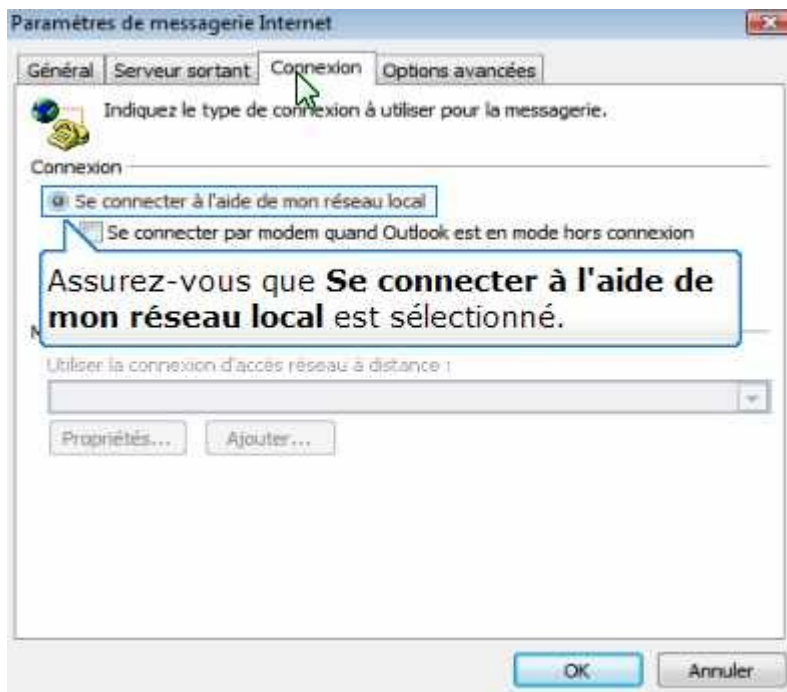 Paramètres de messagerie Internet
Général Serveur sortant Connexion Options avancées
Indiquez le type de connexion à utiliser pour la messagerie.
Connexion
Se connecter à l'aide de mon réseau local
Se connecter par modem quand Outlook est en mode hors connexion
Assurez-vous que Se connecter à l'aide de
mon réseau local est sélectionné.
Utiliser la connexion d'accès réseau à distance :
Propriétés... Ajouter...
OK Annuler